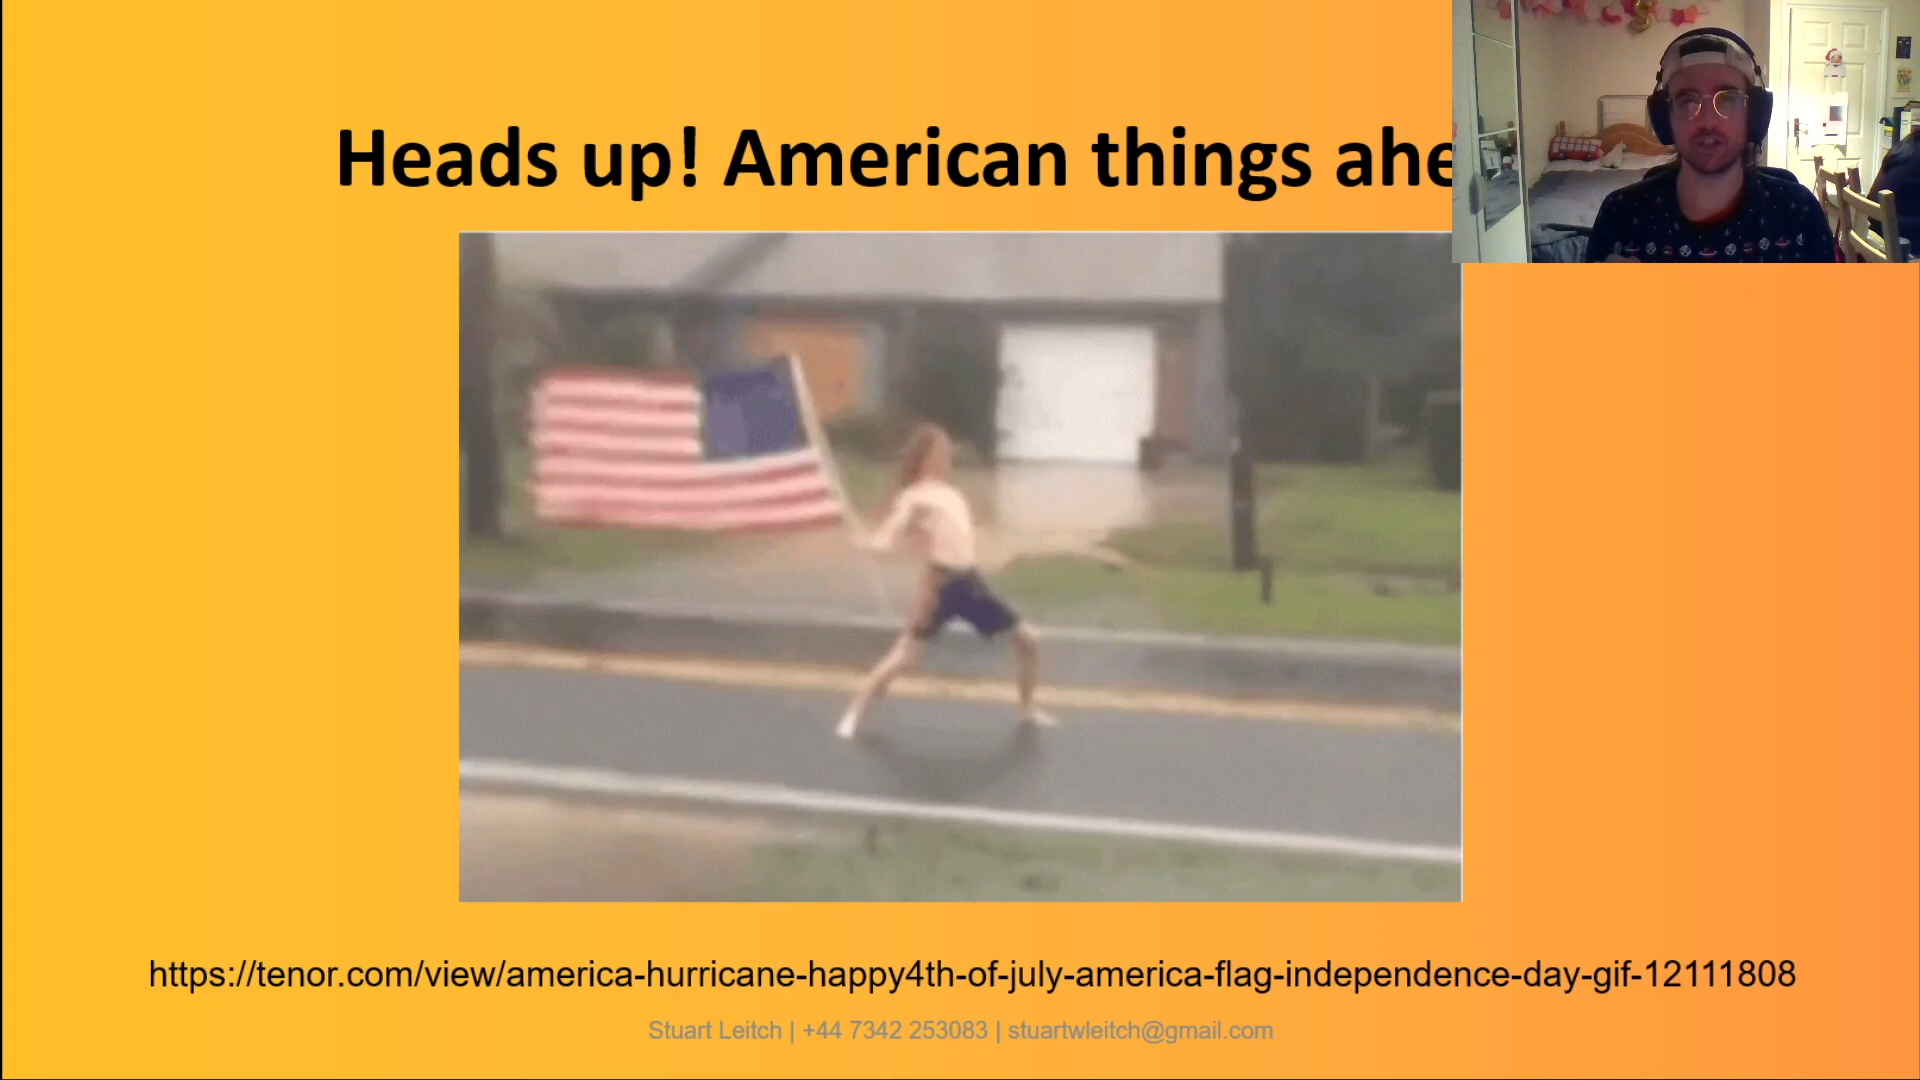 Heads up! American things ahe
https://tenor.com/view/america-hurricane-happy4th-of-july-america-flag-independence-day-gif-12111808
Stuart Leitch | +44 7342 253083 | stuartwleitch@gmail.com